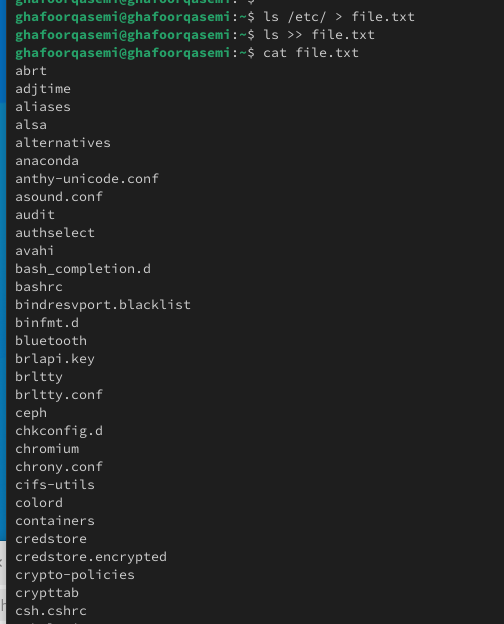 ghafoorqasemi@ghafoorqasemi:~$ ls /etc/ > file.txt
ghafoorqasemi@ghafoorqasemi:~$ ls >> file.txt
ghafoorqasemi@ghafoorqasemi:~$ cat file.txt
abrt
adjtime
aliases
alsa
alternatives
anaconda
anthy-unicode.conf
asound.conf
audit
authselect
avahi
bash_completion.d
bashrc
bindresvport.blacklist
binfmt.d
bluetooth
brlapi.key
brltty
brltty.conf
ceph
chkconfig.d
chromium
chrony.conf
cifs-utils
colord
containers
credstore
credstore.encrypted
crypto-policies
crypttab
csh.cshrc